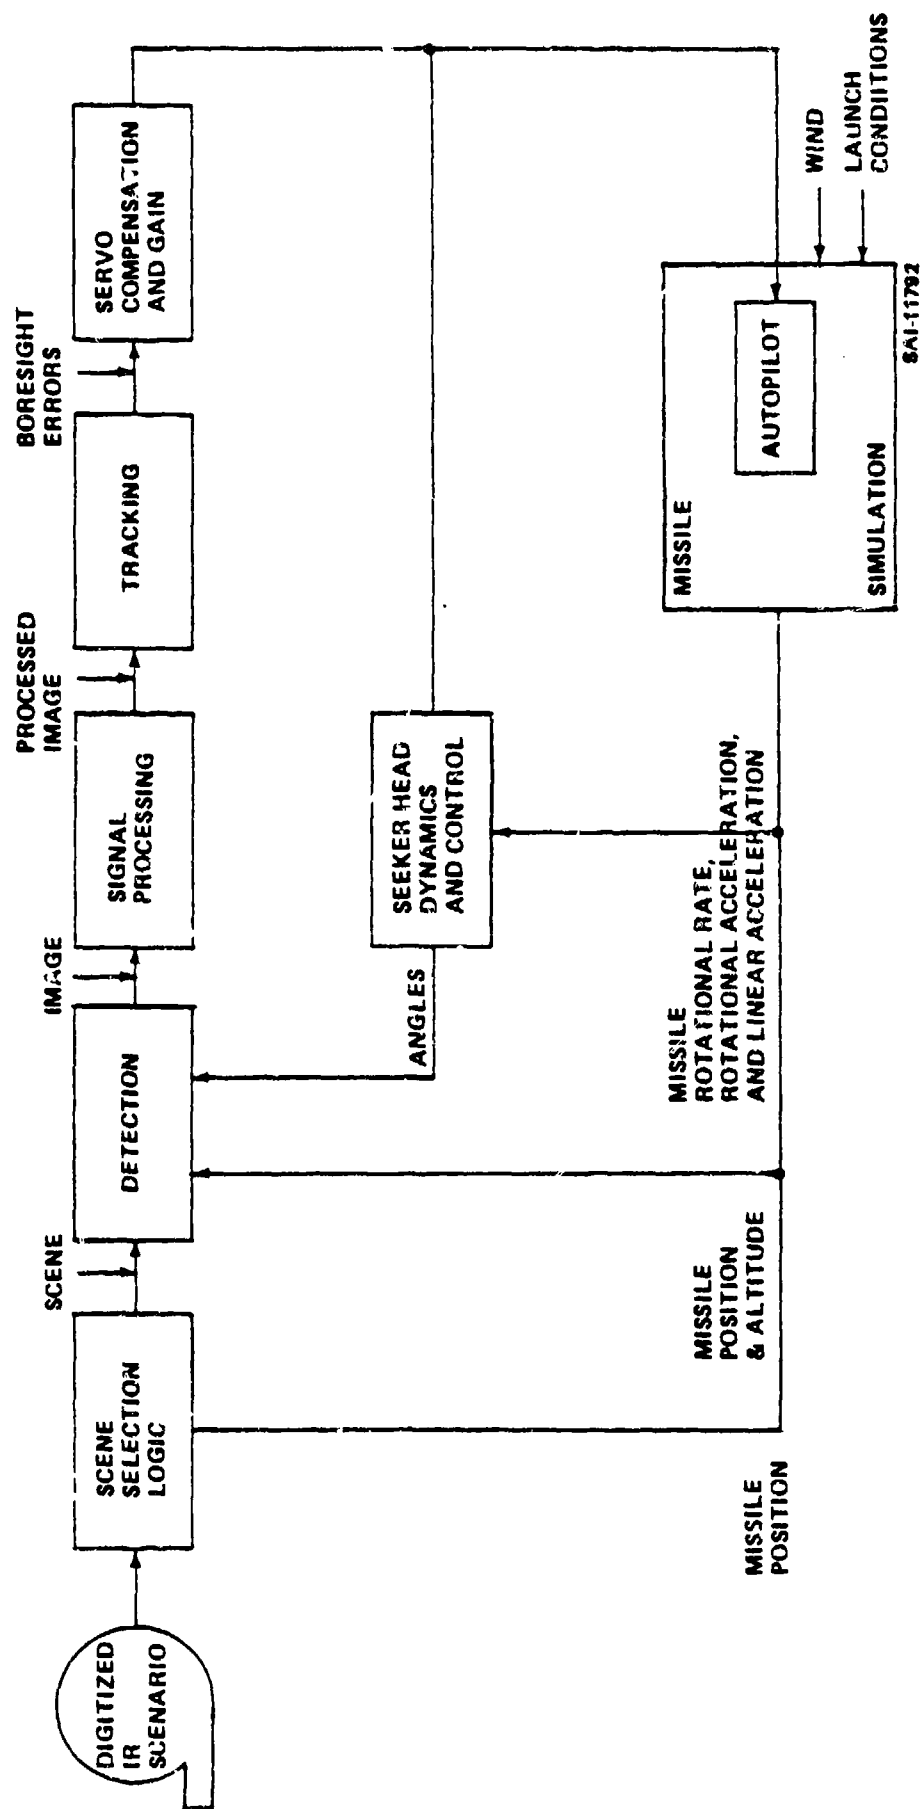 DIGITIZED
IR
SCENARIO
SCENE
SELECTION
LOGIC
SCENE
DETECTION
IMAGE
SIGNAL
PROCESSING
PROCESSED
IMAGE
TRACKING
BORESIGHT
ERRORS
SERVO
COMPENSATION
AND GAIN
ANGLES
SEEKER HEAD
DYNAMICS
AND CONTROL
MISSILE
POSITION
MISSILE
POSITION
& ALTITUDE
MISSILE
ROTATIONAL RATE,
ROTATIONAL ACCELERATION,
AND LINEAR ACCELERATION
MISSILE
AUTOPILOT
SIMULATION
WIND
LAUNCH
CONDITIONS
SAI-11792